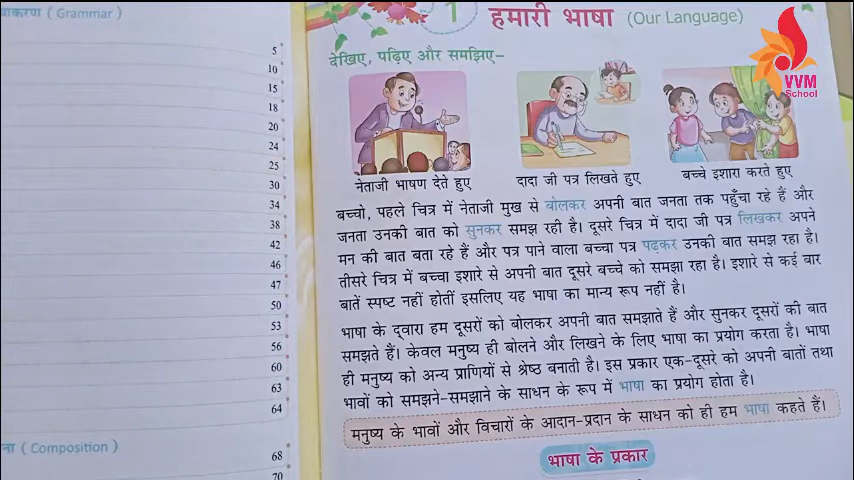 ाकरण ( Grammar )
5
10
15
18
20
24
25
30
34
38
42
46
47
50
53
56
60
63
64
ना ( Composition )
68
70
1 हमारी भाषा (Our Language)
VVM
School
देखिए, पढ़िए और समझिए–
नेताजी भाषण देते हुए
दादा जी पत्र लिखते हुए
बच्चे इशारा करते हुए
बच्चो, पहले चित्र में नेताजी मुख से बोलकर अपनी बात जनता तक पहुँचा रहे हैं और
जनता उनकी बात को सुनकर समझ रही है। दूसरे चित्र में दादा जी पत्र लिखकर अपने
मन की बात बता रहे हैं और पत्र पाने वाला बच्चा पत्र पढ़कर उनकी बात समझ रहा है।
तीसरे चित्र में बच्चा इशारे से अपनी बात दूसरे बच्चे को समझा रहा है। इशारे से कई बार
बातें स्पष्ट नहीं होतीं इसलिए यह भाषा का मान्य रूप नहीं है।
भाषा के द्वारा हम दूसरों को बोलकर अपनी बात समझाते हैं और सुनकर दूसरों की बात
समझते हैं। केवल मनुष्य ही बोलने और लिखने के लिए भाषा का प्रयोग करता है। भाषा
ही मनुष्य को अन्य प्राणियों से श्रेष्ठ बनाती है। इस प्रकार एक-दूसरे को अपनी बातों तथा
भावों को समझने-समझाने के साधन के रूप में भाषा का प्रयोग होता है।
मनुष्य के भावों और विचारों के आदान-प्रदान के साधन को ही हम भाषा कहते हैं।
भाषा के प्रकार